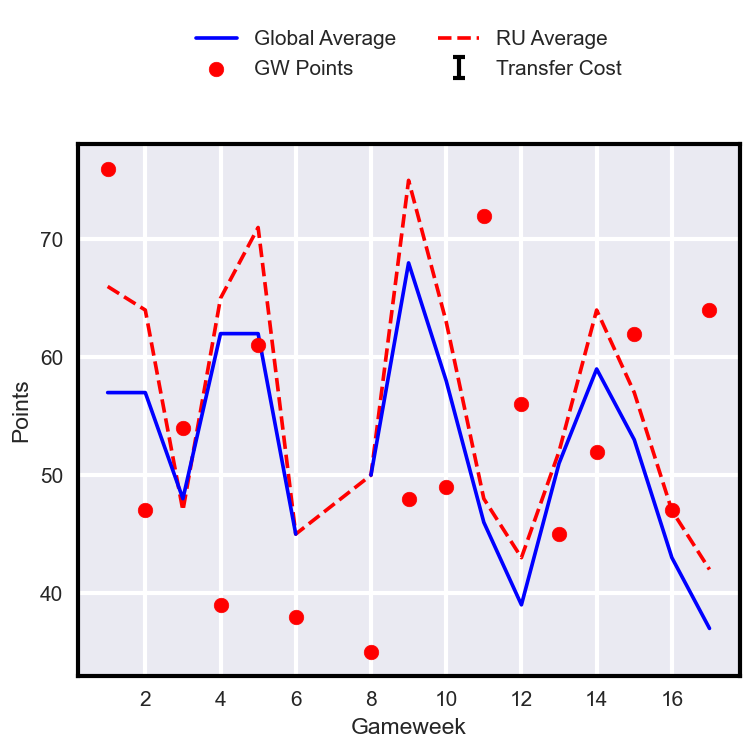 Global Average RU Average
GW Points Transfer Cost
70
60
50
40
Points
2 4 6 8 10 12 14 16
Gameweek